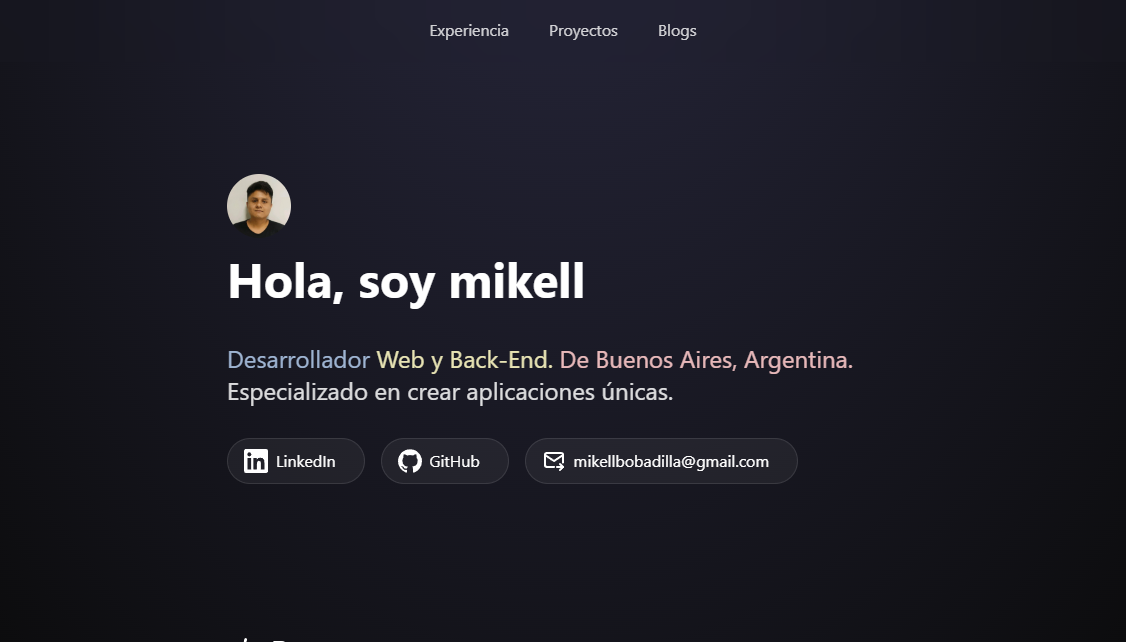 Experiencia Proyectos Blogs
Hola, soy mikell
Desarrollador Web y Back-End. De Buenos Aires, Argentina.
Especializado en crear aplicaciones únicas.
LinkedIn GitHub mikellbobadilla@gmail.com